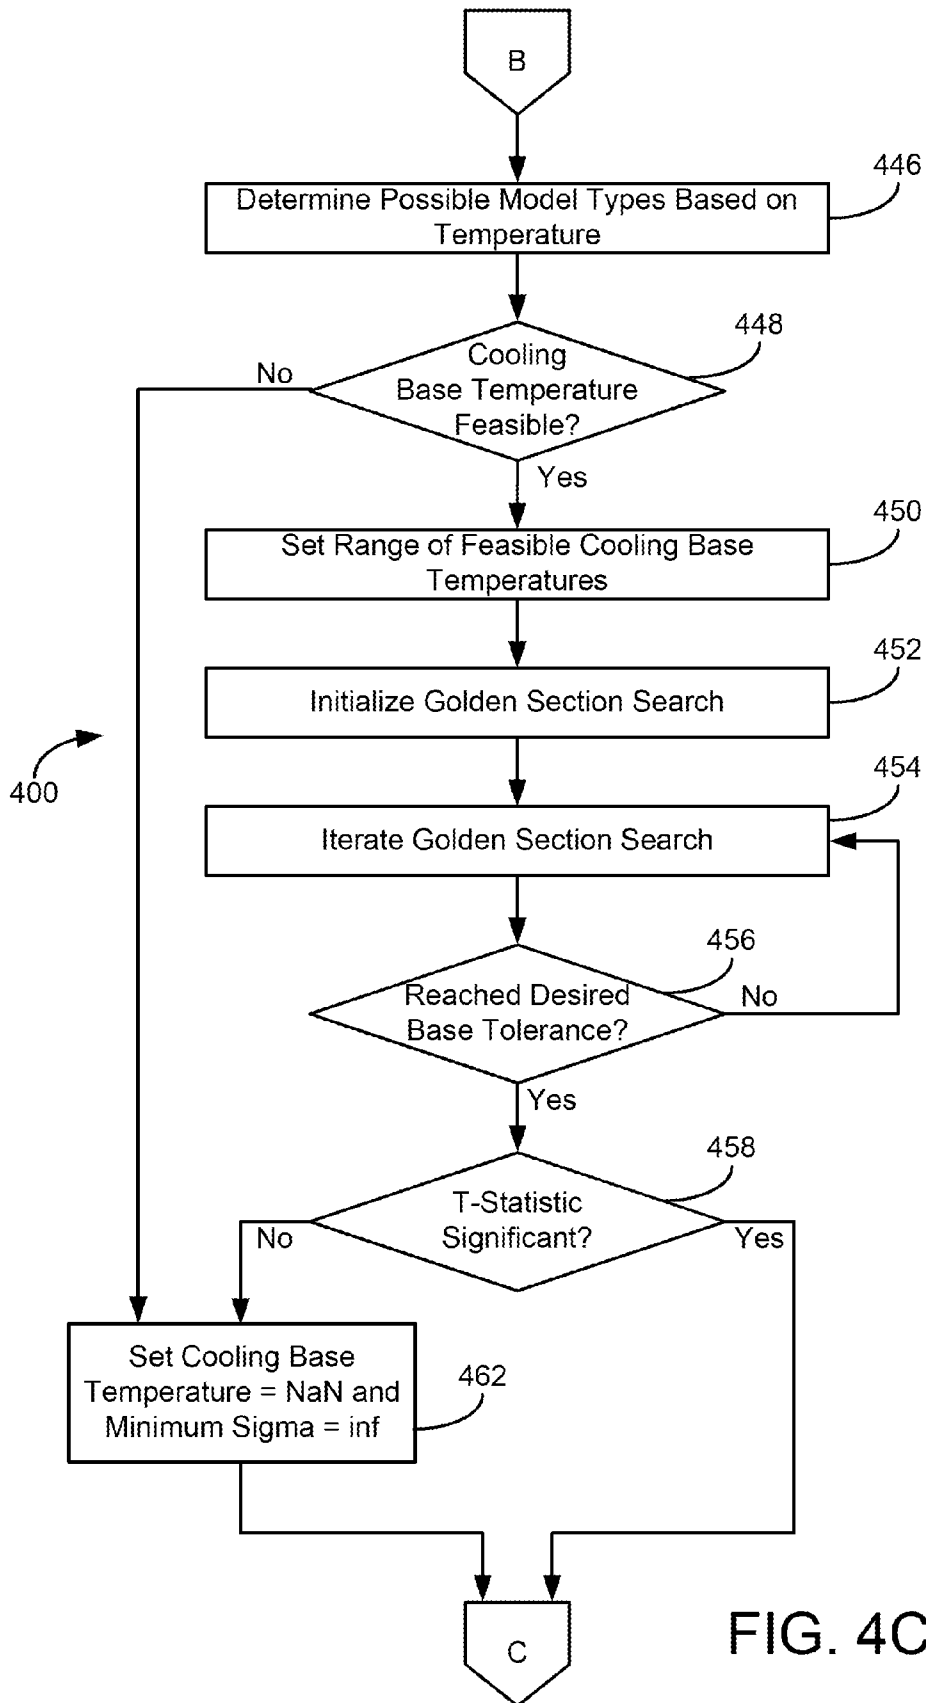 B
446
Determine Possible Model Types Based on
Temperature
448
Cooling
Base Temperature
Feasible?
No
Yes
450
Set Range of Feasible Cooling Base
Temperatures
452
Initialize Golden Section Search
400
454
Iterate Golden Section Search
456
Reached Desired
Base Tolerance?
No
Yes
458
T-Statistic
Significant?
No
Yes
Set Cooling Base
Temperature = NaN and
Minimum Sigma = inf
462
C
FIG. 4C